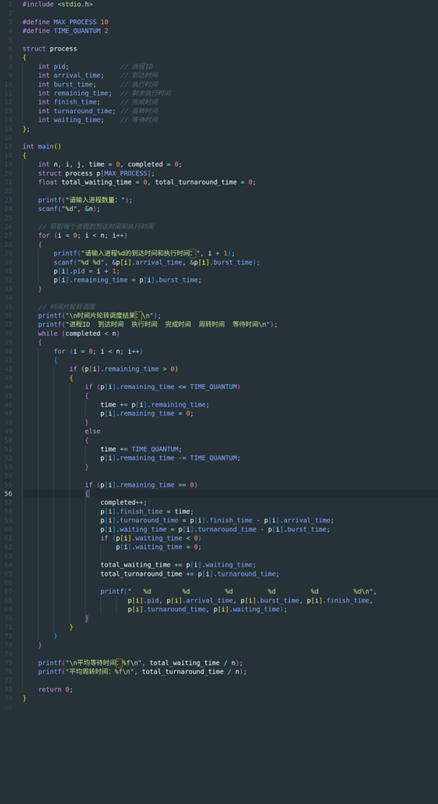 1 #include <stdio.h>
2
3 #define MAX_PROCESS 10
4 #define TIME_QUANTUM 2
5
6 struct process
7 {
8     int pid;             // 进程ID
9     int arrival_time;    // 到达时间
10     int burst_time;      // 执行时间
11     int remaining_time;  // 剩余执行时间
12     int finish_time;     // 完成时间
13     int turnaround_time; // 周转时间
14     int waiting_time;    // 等待时间
15 };
16
17 int main()
18 {
19     int n, i, j, time = 0, completed = 0;
20     struct process p[MAX_PROCESS];
21     float total_waiting_time = 0, total_turnaround_time = 0;
22
23     printf("请输入进程数量: ");
24     scanf("%d", &n);
25
26     // 获取每个进程的到达时间和执行时间
27     for (i = 0; i < n; i++)
28     {
29         printf("请输入进程%d的到达时间和执行时间：", i + 1);
30         scanf("%d %d", &p[i].arrival_time, &p[i].burst_time);
31         p[i].pid = i + 1;
32         p[i].remaining_time = p[i].burst_time;
33     }
34
35     // 时间片轮转调度
36     printf("\n时间片轮转调度结果：\n");
37     printf("进程ID  到达时间  执行时间  完成时间  周转时间  等待时间\n");
38     while (completed < n)
39     {
40         for (i = 0; i < n; i++)
41         {
42             if (p[i].remaining_time > 0)
43             {
44                 if (p[i].remaining_time <= TIME_QUANTUM)
45                 {
46                     time += p[i].remaining_time;
47                     p[i].remaining_time = 0;
48                 }
49                 else
50                 {
51                     time += TIME_QUANTUM;
52                     p[i].remaining_time -= TIME_QUANTUM;
53                 }
54
55                 if (p[i].remaining_time == 0)
56                 {
57                     completed++;
58                     p[i].finish_time = time;
59                     p[i].turnaround_time = p[i].finish_time - p[i].arrival_time;
60                     p[i].waiting_time = p[i].turnaround_time - p[i].burst_time;
61                     if (p[i].waiting_time < 0)
62                         p[i].waiting_time = 0;
63
64                     total_waiting_time += p[i].waiting_time;
65                     total_turnaround_time += p[i].turnaround_time;
66
67                     printf("   %d        %d         %d         %d         %d         %d\n",
68                            p[i].pid, p[i].arrival_time, p[i].burst_time, p[i].finish_time,
69                            p[i].turnaround_time, p[i].waiting_time);
70                 }
71             }
72         }
73     }
74
75     printf("\n平均等待时间：%f\n", total_waiting_time / n);
76     printf("平均周转时间: %f\n", total_turnaround_time / n);
77
78     return 0;
79 }